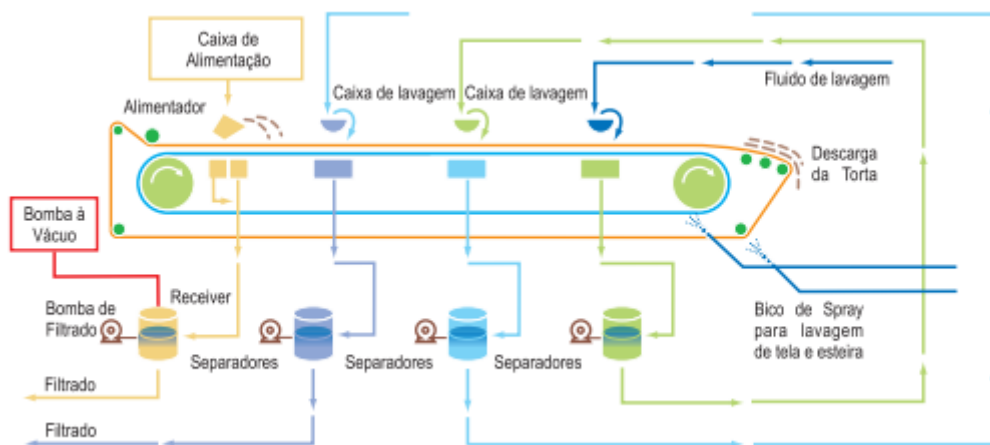 Caixa de
Alimentação
Fluido de lavagem
Caixa de lavagem
Caixa de lavagem
Alimentador
Descarga
da Torta
Bomba à
Vácuo
Receiver
Bomba de
Filtrado
Separadores
Separadores
Separadores
Bico de Spray
para lavagem
de tela e esteira
Filtrado
Filtrado